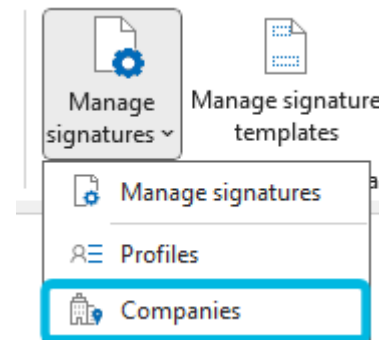 Manage
signatures
Manage signature
templates
Manage signatures
Profiles
Companies